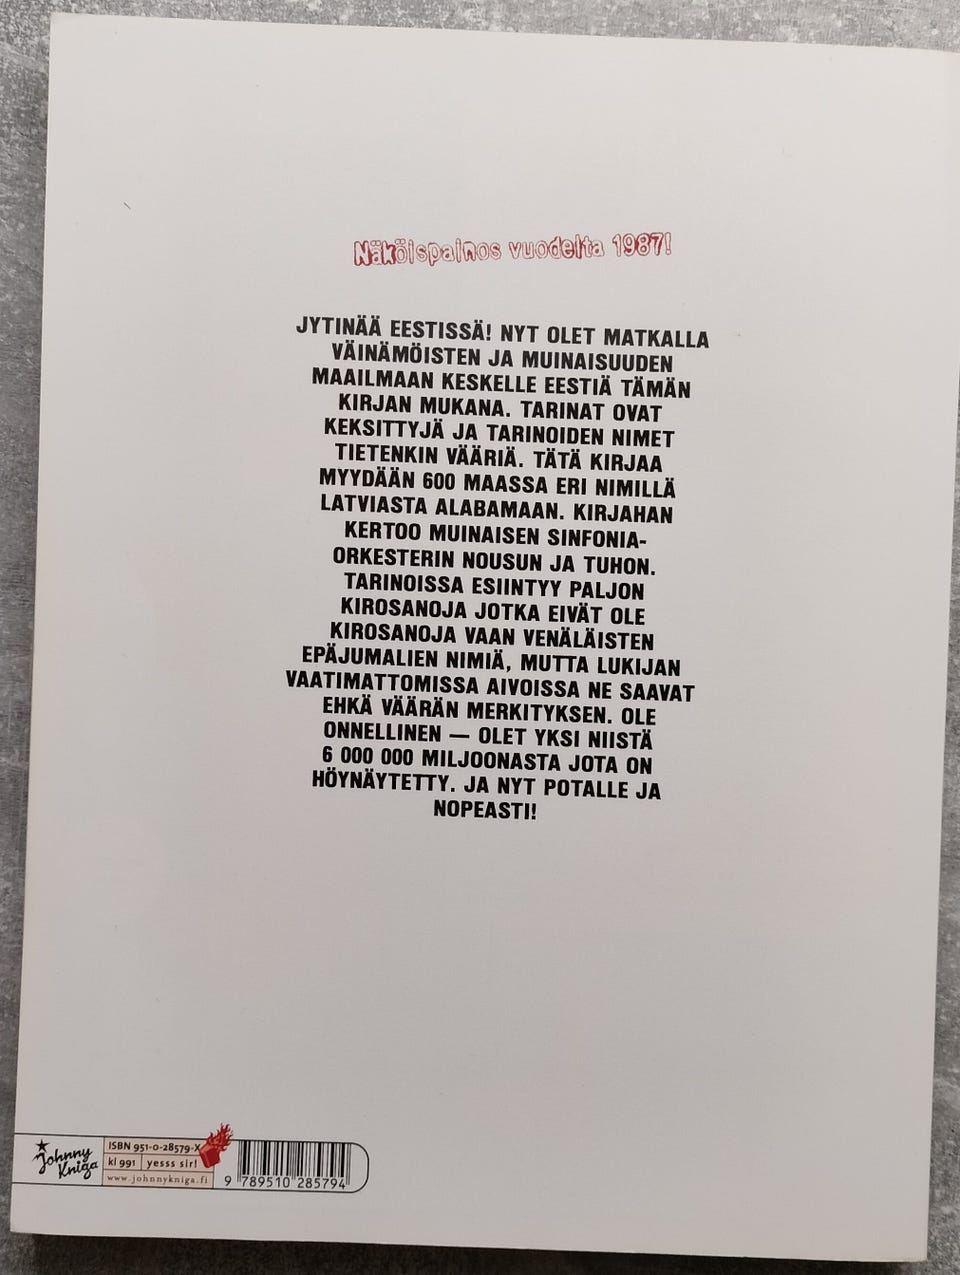 Näköispainos vuodelta 1987!
JYTINÄÄ EESTISSÄ! NYT OLET MATKALLA
VÄINÄMÖISTEN JA MUINAISUUDEN
MAAILMAAN KESKELLE EESTIÄ TÄMÄN
KIRJAN MUKANA. TARINAT OVAT
KEKSITTYJÄ JA TARINOIDEN NIMET
TIETENKIN VÄÄRIÄ. TÄTÄ KIRJAA
MYYDÄÄN 600 MAASSA ERI NIMILLÄ
LATVIASTA ALABAMAAN. KIRJAHAN
KERTOO MUINAISEN SINFONIA-
ORKESTERIN NOUSUN JA TUHON.
TARINOISSA ESIINTYY PALJON
KIROSANOJA JOTKA EIVÄT OLE
KIROSANOJA VAAN VENÄLÄISTEN
EPÄJUMALIEN NIMIÄ, MUTTA LUKIJAN
VAATIMATTOMISSA AIVOISSA NE SAAVAT
EHKÄ VÄÄRÄN MERKITYKSEN. OLE
ONNELLINEN — OLET YKSI NIISTÄ
6 000 000 MILJOONASTA JOTA ON
HÖYNÄYTETTY. JA NYT POTALLE JA
NOPEASTI!
Johnny
Kniga
ISBN 951-0-28579-X
kl 991 yesss sir!
www.johnnykniga.fi
9 789510 285794